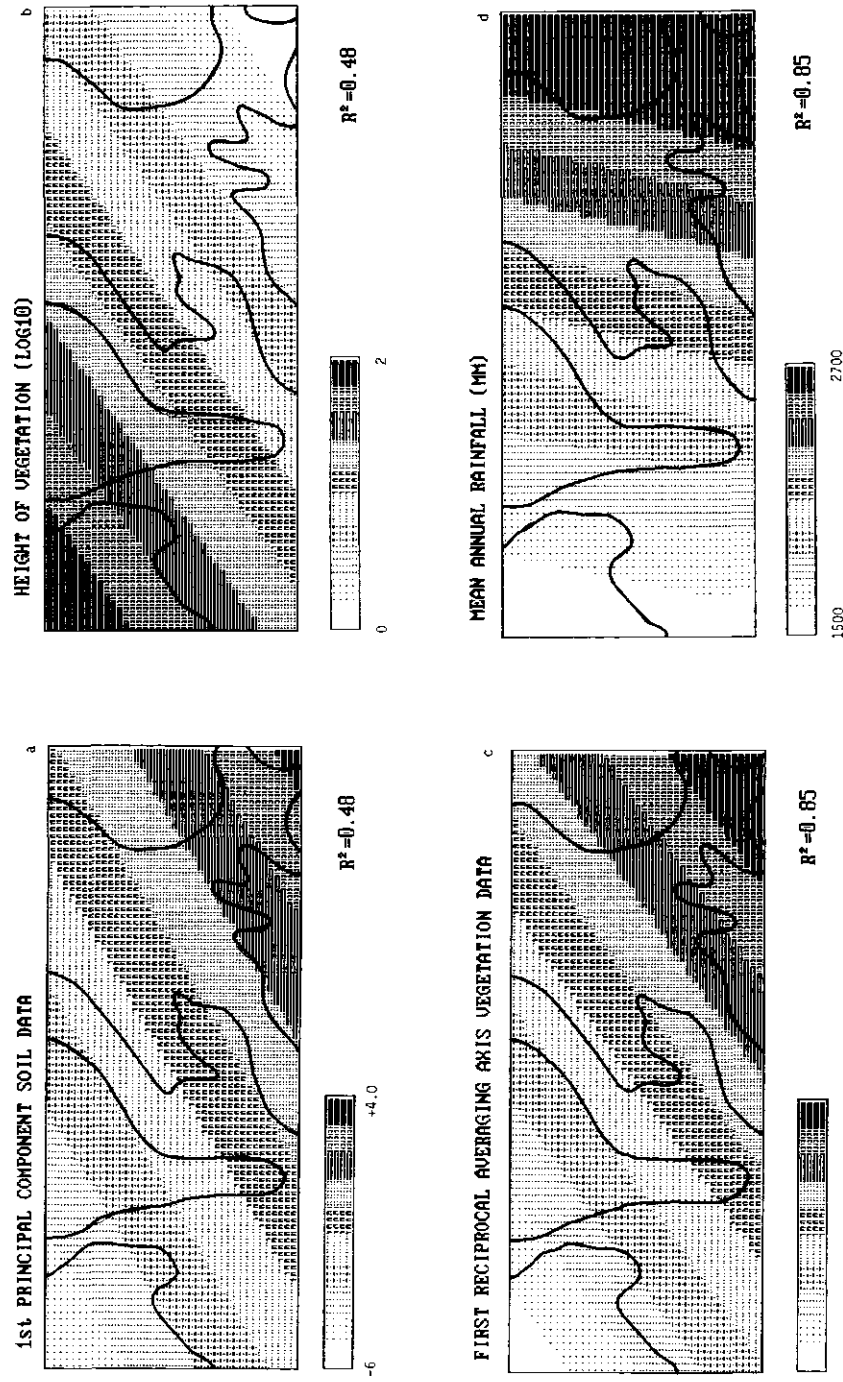 a
1st PRINCIPAL COMPONENT SOIL DATA
-6
+4.0
R²=0.48
b
HEIGHT OF VEGETATION (LOG10)
0
2
R²=0.48
c
FIRST RECIPROCAL AVERAGING AXIS VEGETATION DATA
R²=0.85
d
MEAN ANNUAL RAINFALL (MM)
1500
2700
R²=0.85